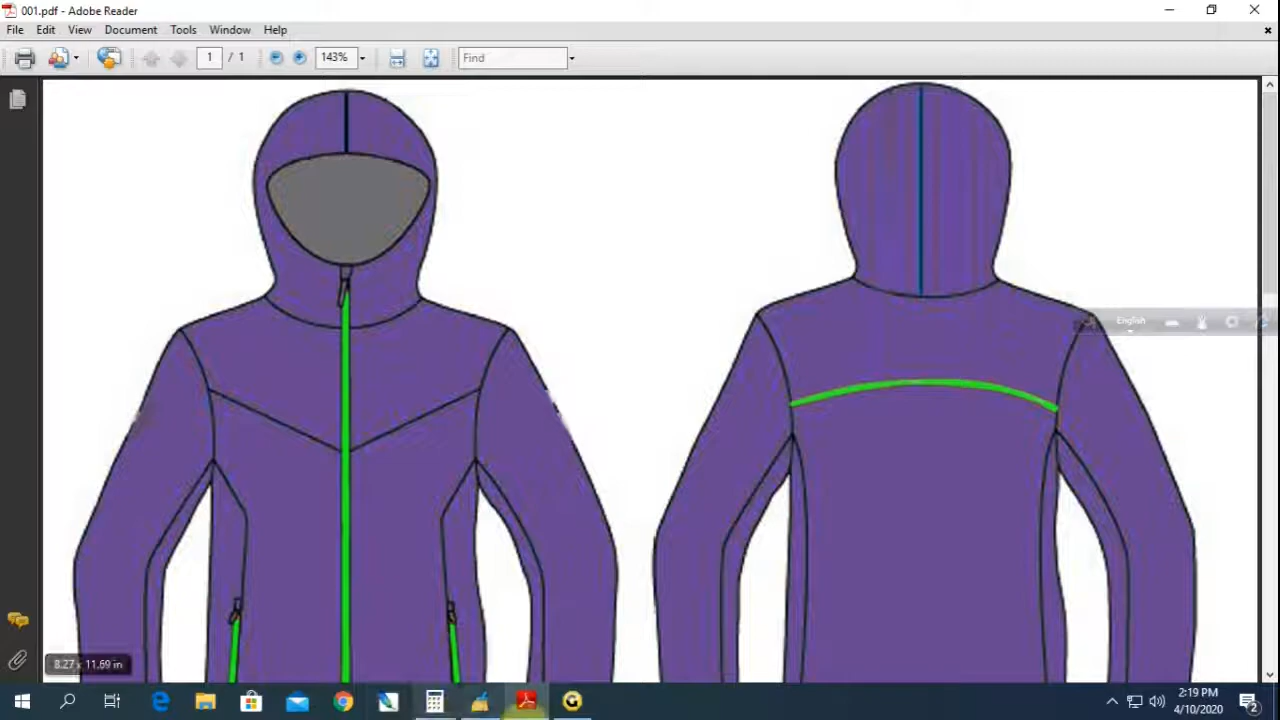 001.pdf - Adobe Reader
File Edit View Document Tools Window Help
1 / 1 143% Find
English
8.27 x 11.69 in
2:19 PM
4/10/2020
2